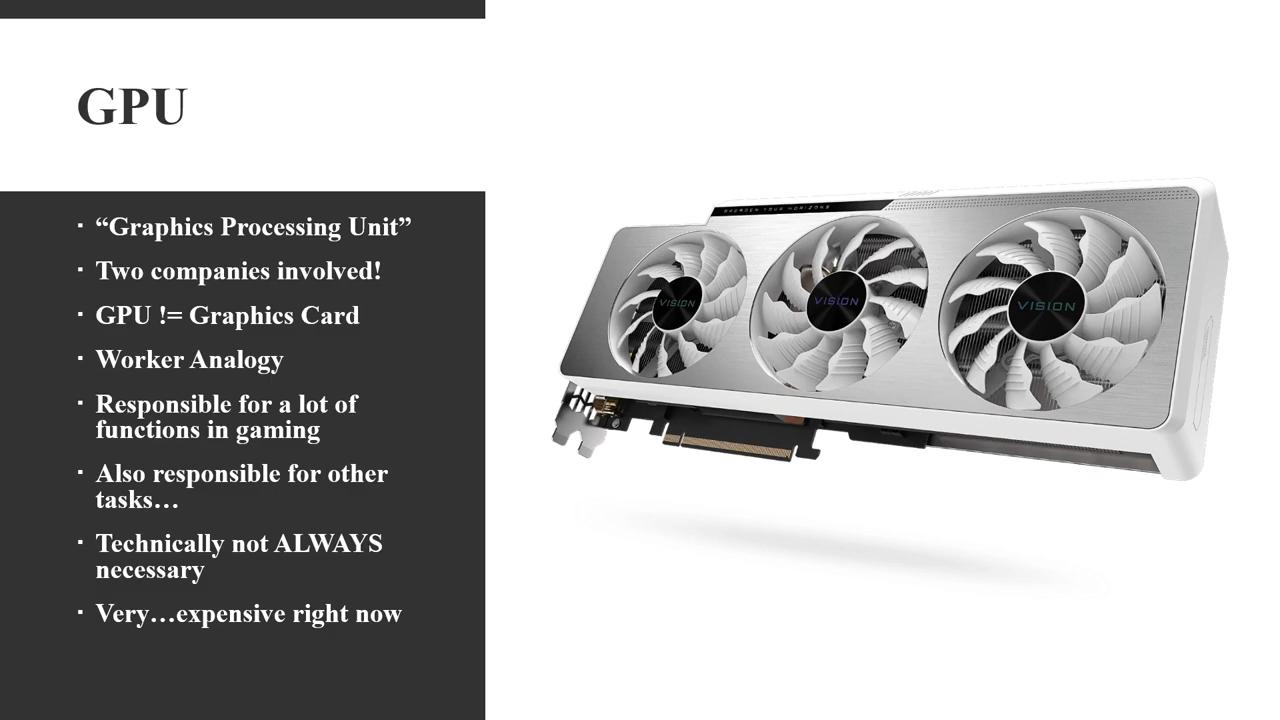 GPU
“Graphics Processing Unit”
Two companies involved!
GPU != Graphics Card
Worker Analogy
Responsible for a lot of
functions in gaming
Also responsible for other
tasks…
Technically not ALWAYS
necessary
Very…expensive right now
VISION
VISION
VISION